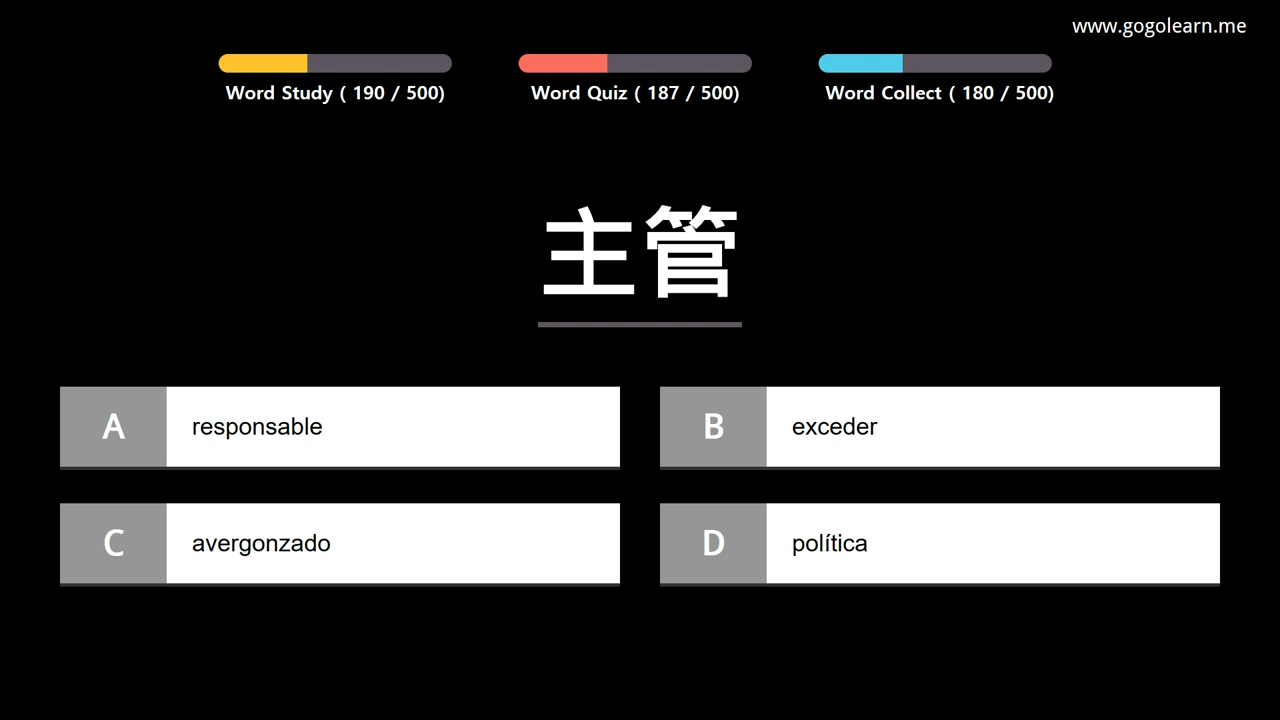 www.gogolearn.me
Word Study ( 190 / 500)
Word Quiz ( 187 / 500)
Word Collect ( 180 / 500)
主管
A responsable
B exceder
C avergonzado
D política